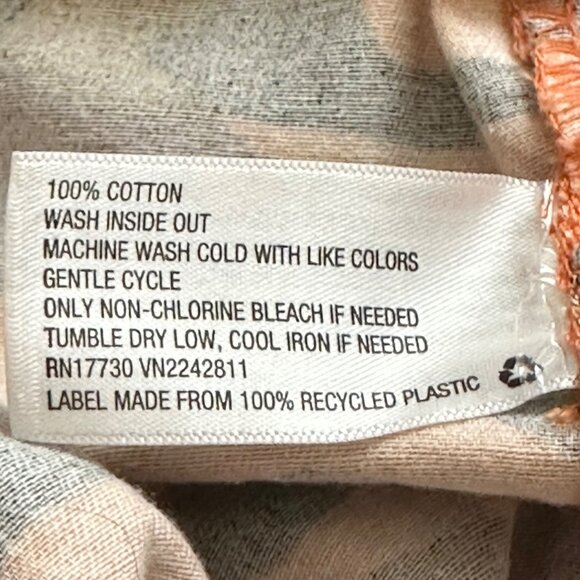 100% COTTON
WASH INSIDE OUT
MACHINE WASH COLD WITH LIKE COLORS
GENTLE CYCLE
ONLY NON-CHLORINE BLEACH IF NEEDED
TUMBLE DRY LOW, COOL IRON IF NEEDED
RN17730 VN2242811
LABEL MADE FROM 100% RECYCLED PLASTIC